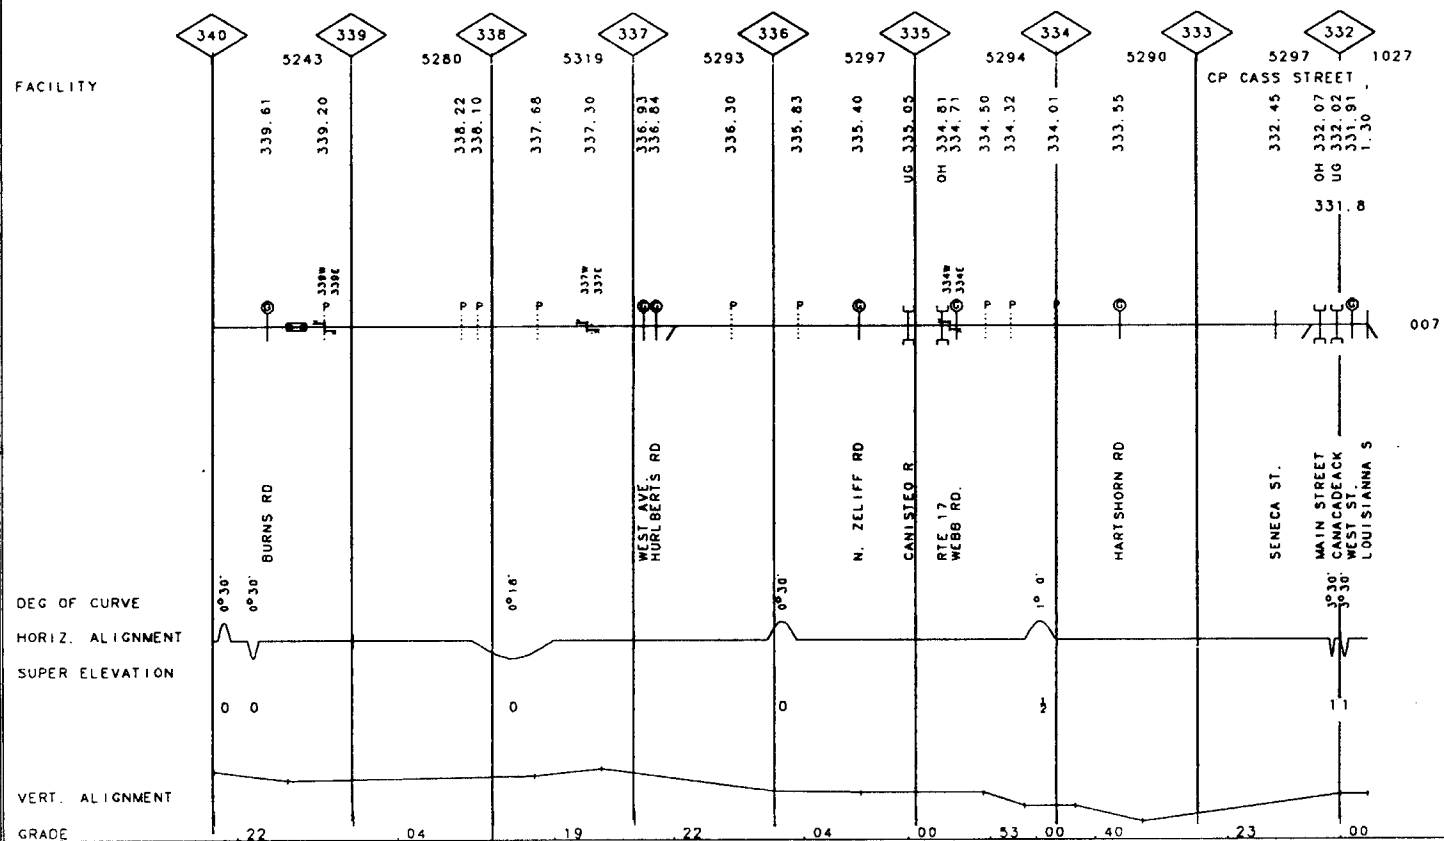 340 339 338 337 336 335 334 333 332
5243 5280 5319 5293 5297 5294 5290 5297 1027
CP CASS STREET
FACILITY
339.61
339.20
338.22
338.10
337.68
337.30
336.93
336.84
336.30
335.83
335.40
UG 335.05
OH 334.81
334.71
334.50
334.32
334.01
333.55
332.45
OH 332.07
UG 332.02
331.91
1.30
331.8
339W
339E
337W
337E
334W
334E
G P P P P G G P P G G P P P G G
007
BURNS RD
WEST AVE.
HURLBERTS RD
N. ZELIFF RD
CANISTEO R
RTE 17
WEBB RD.
HARTSHORN RD
SENECA ST.
MAIN STREET
CANACADEACK
WEST ST.
LOUISIANNA S
DEG OF CURVE
0°30' 0°30' 0°16' 0°30' 1°0' 3°30' 3°30'
HORIZ. ALIGNMENT
SUPER ELEVATION
0 0 0 0 ½ 1 1
VERT. ALIGNMENT
GRADE .22 .04 .19 .22 .04 .00 .53 .00 .40 .23 .00